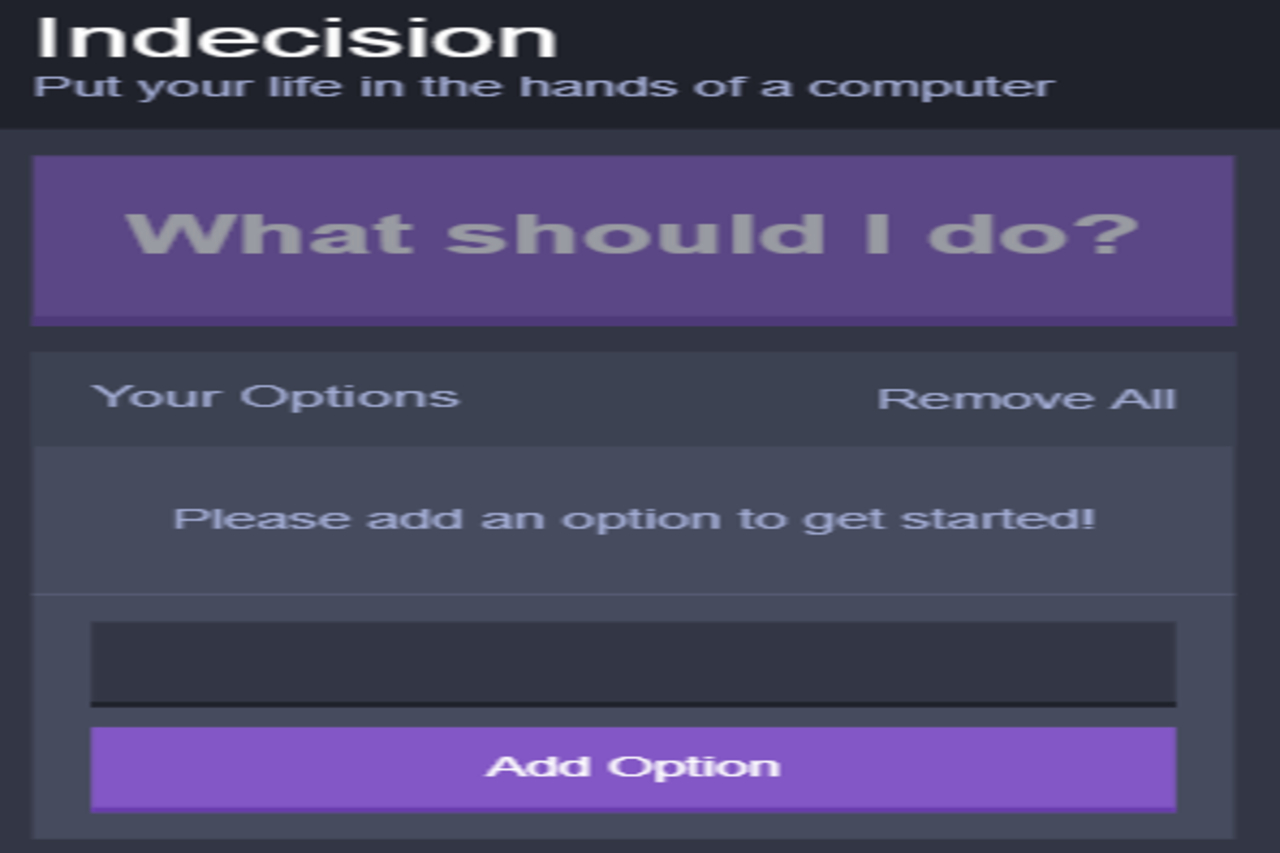 Indecision
Put your life in the hands of a computer
What should I do?
Your Options
Remove All
Please add an option to get started!
Add Option